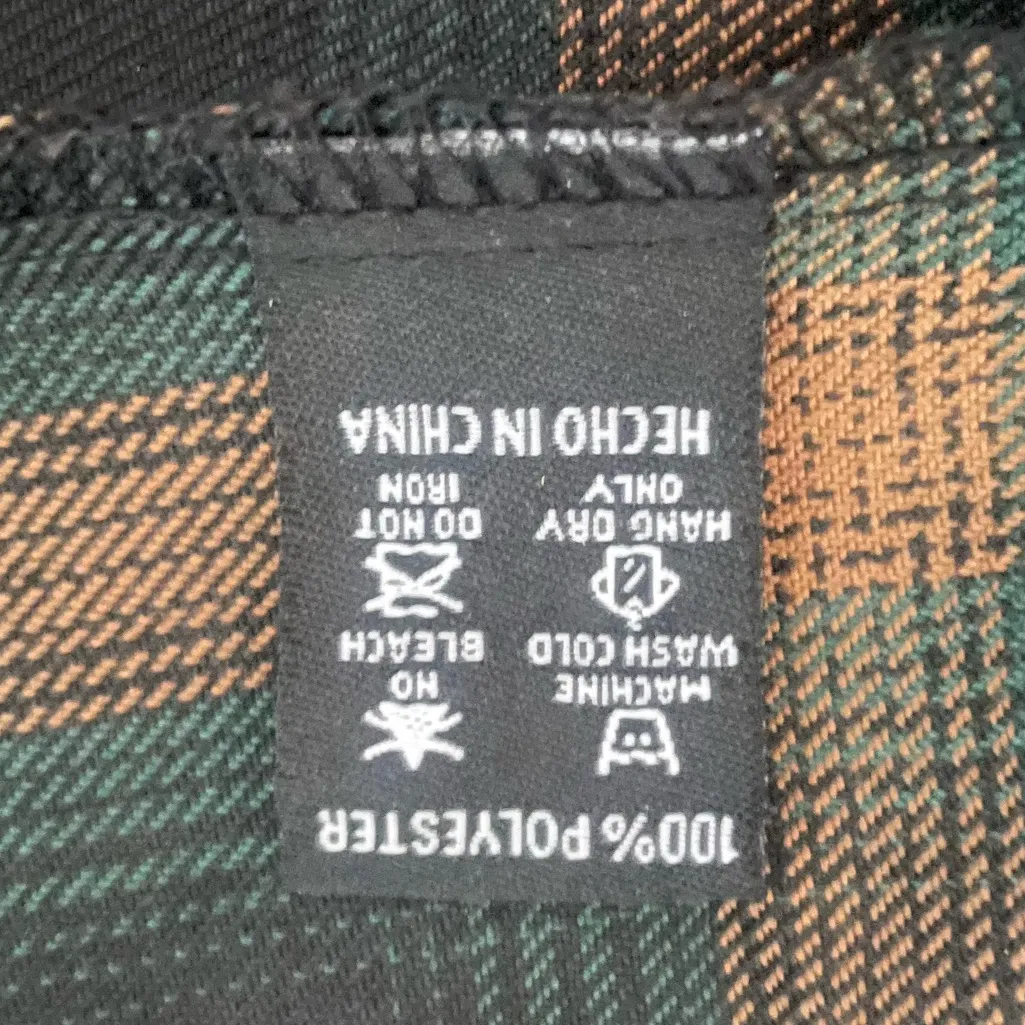 100% POLYESTER
MACHINE
WASH COLD
NO
BLEACH
HANG DRY
ONLY
DO NOT
IRON
HECHO IN CHINA